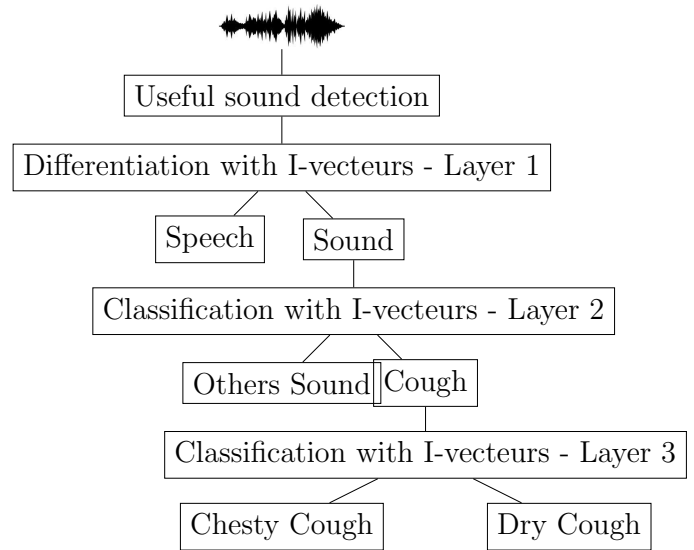 Useful sound detection
Differentiation with I-vecteurs - Layer 1
Speech
Sound
Classification with I-vecteurs - Layer 2
Others Sound
Cough
Classification with I-vecteurs - Layer 3
Chesty Cough
Dry Cough